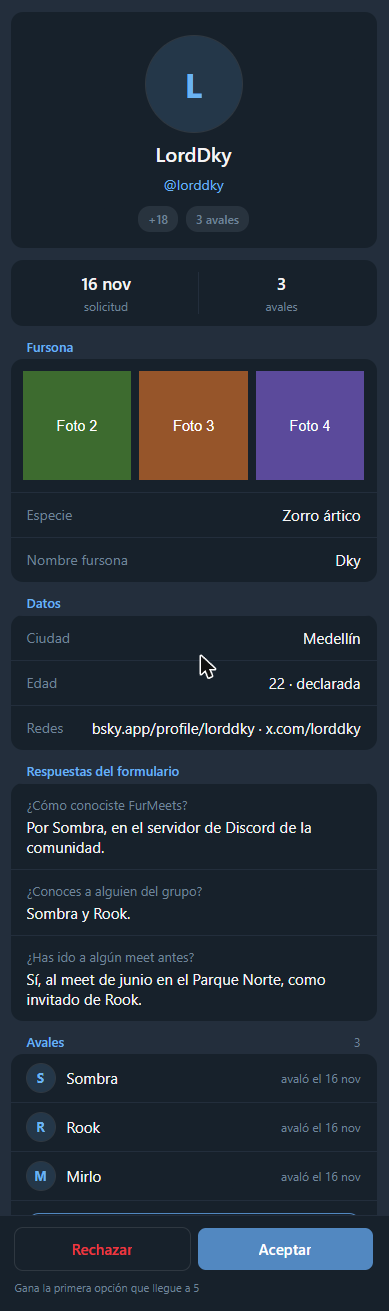 L
LordDky
@lorddky
+18 3 avales
16 nov 3
solicitud avales
Fursona
Foto 2 Foto 3 Foto 4
Especie Zorro ártico
Nombre fursona Dky
Datos
Ciudad Medellín
Edad 22 · declarada
Redes bsky.app/profile/lorddky · x.com/lorddky
Respuestas del formulario
¿Cómo conociste FurMeets?
Por Sombra, en el servidor de Discord de la
comunidad.
¿Conoces a alguien del grupo?
Sombra y Rook.
¿Has ido a algún meet antes?
Sí, al meet de junio en el Parque Norte, como
invitado de Rook.
Avales 3
S Sombra avaló el 16 nov
R Rook avaló el 16 nov
M Mirlo avaló el 16 nov
Rechazar Aceptar
Gana la primera opción que llegue a 5